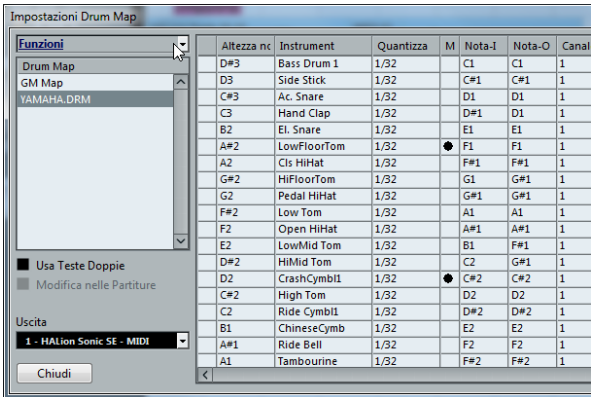 Impostazioni Drum Map
Funzioni
Drum Map
GM Map
YAMAHA.DRM
Usa Teste Doppie
Modifica nelle Partiture
Uscita
1 - HALion Sonic SE - MIDI
Chiudi
Altezza nc Instrument Quantizza M Nota-I Nota-O Canal
D#3 Bass Drum 1 1/32 C1 C1 1
D3 Side Stick 1/32 C#1 C#1 1
C#3 Ac. Snare 1/32 D1 D1 1
C3 Hand Clap 1/32 D#1 D1 1
B2 El. Snare 1/32 E1 E1 1
A#2 LowFloorTom 1/32 F1 F1 1
A2 Cls HiHat 1/32 F#1 F#1 1
G#2 HiFloorTom 1/32 G1 G#1 1
G2 Pedal HiHat 1/32 G#1 G#1 1
F#2 Low Tom 1/32 A1 A1 1
F2 Open HiHat 1/32 A#1 A#1 1
E2 LowMid Tom 1/32 B1 F#1 1
D#2 HiMid Tom 1/32 C2 G#1 1
D2 CrashCymbl1 1/32 C#2 C#2 1
C#2 High Tom 1/32 D2 D2 1
C2 Ride Cymbl1 1/32 D#2 D#2 1
B1 ChineseCymb 1/32 E2 E2 1
A#1 Ride Bell 1/32 F2 F2 1
A1 Tambourine 1/32 F#2 F#2 1